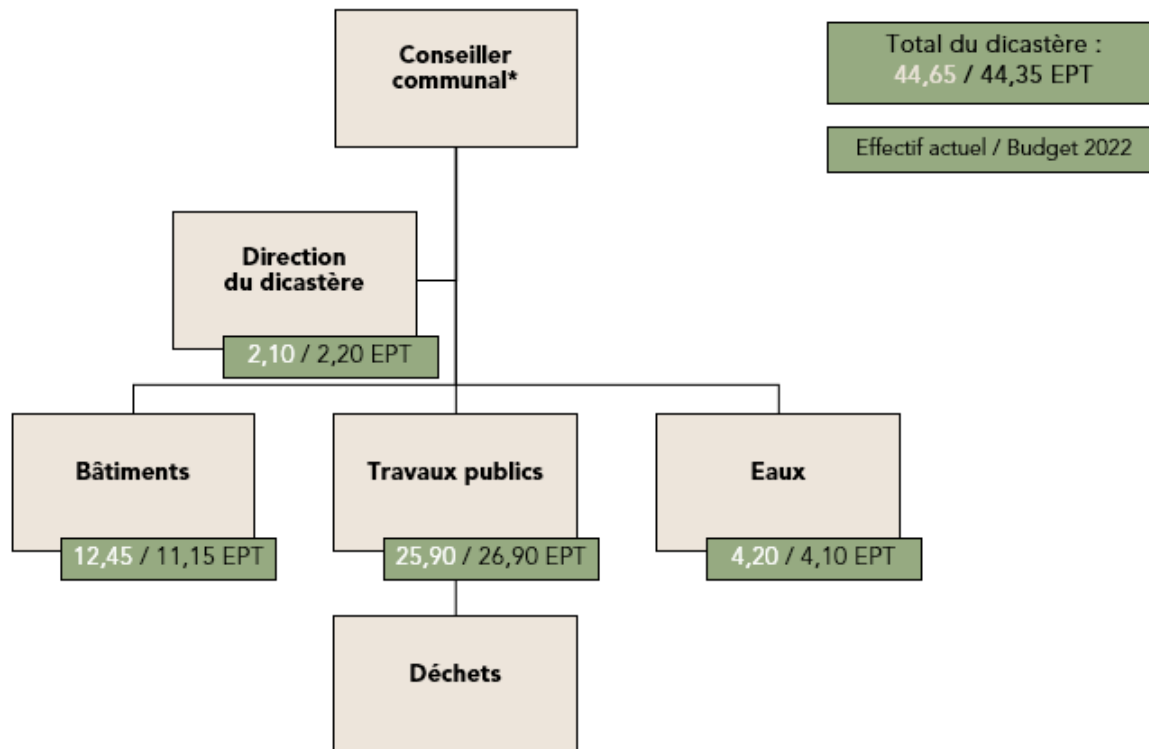 Conseiller
communal*
Total du dicastère :
44,65 / 44,35 EPT
Effectif actuel / Budget 2022
Direction
du dicastère
2,10 / 2,20 EPT
Bâtiments
12,45 / 11,15 EPT
Travaux publics
25,90 / 26,90 EPT
Eaux
4,20 / 4,10 EPT
Déchets